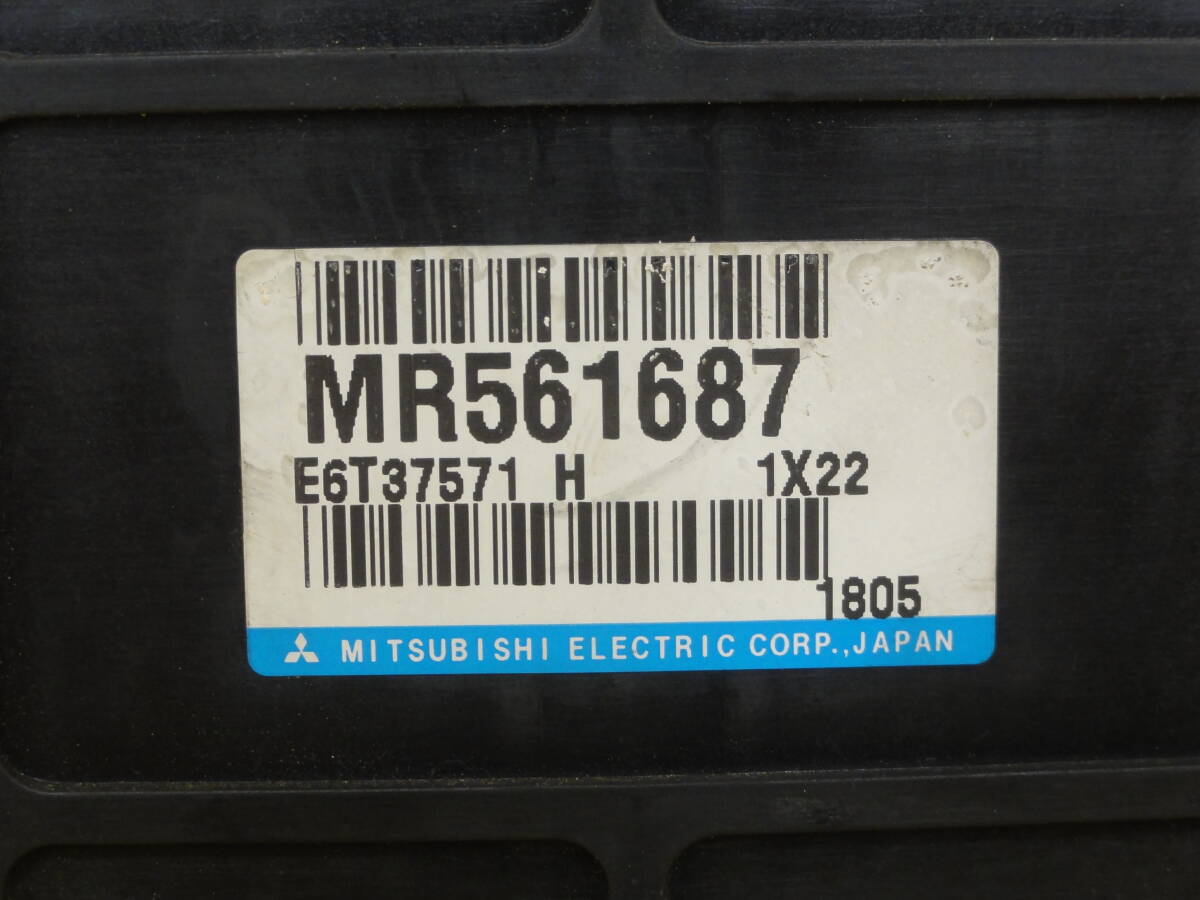 MR561687
E6T37571 H 1X22
1805
MITSUBISHI ELECTRIC CORP.,JAPAN